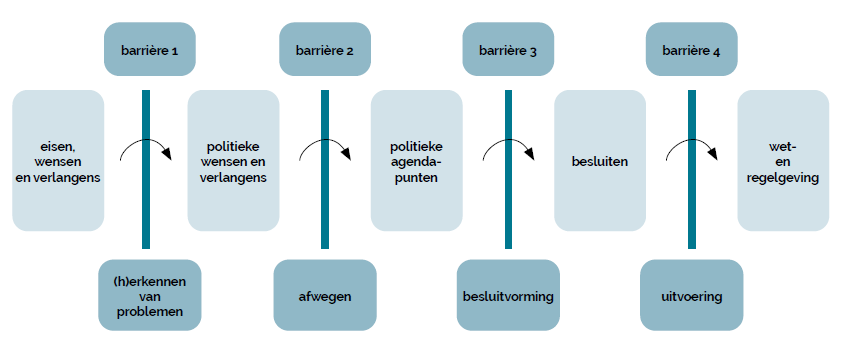 barrière 1
barrière 2
barrière 3
barrière 4
eisen,
wensen
en verlangens
politieke
wensen en
verlangens
politieke
agenda-
punten
besluiten
wet-
en
regelgeving
(h)erkennen
van
problemen
afwegen
besluitvorming
uitvoering